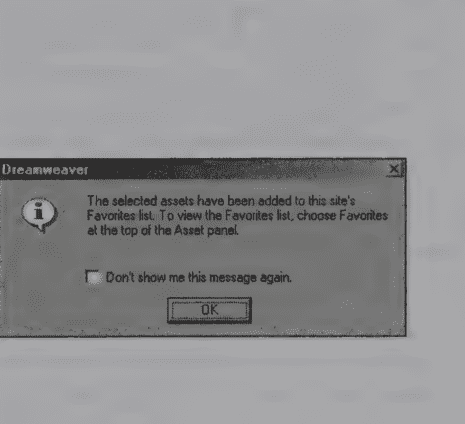 Dreamweaver
The selected assets have been added to this site's
Favorites list. To view the Favorites list, choose Favorites
at the top of the Asset panel.
Don't show me this message again.
OK